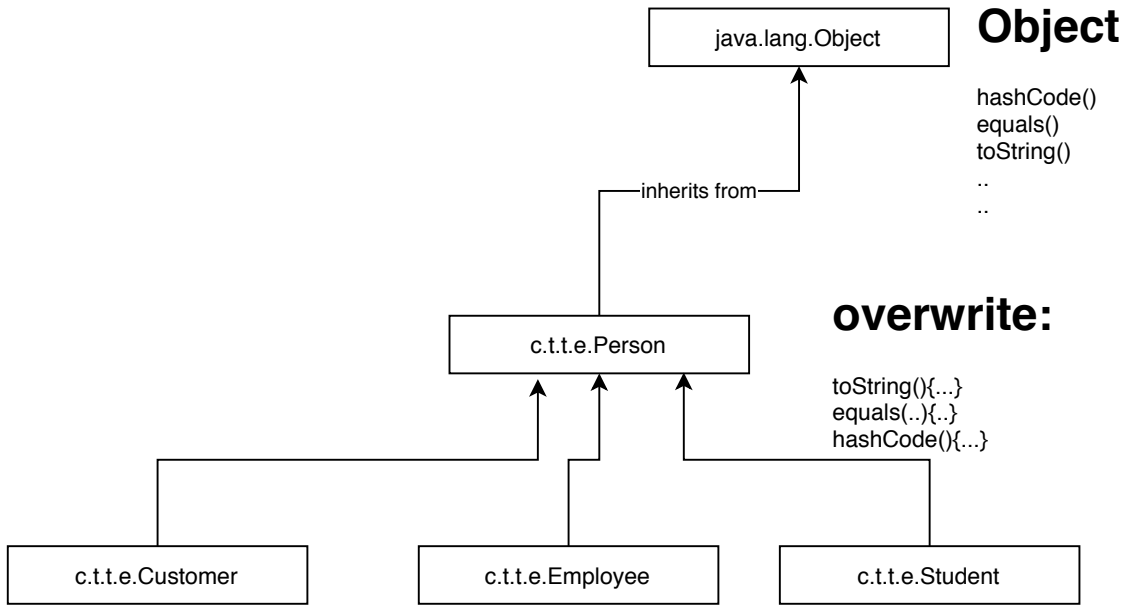 java.lang.Object
Object
hashCode()
equals()
toString()
..
..
inherits from
c.t.t.e.Person
overwrite:
toString(){...}
equals(..){..}
hashCode(){...}
c.t.t.e.Customer
c.t.t.e.Employee
c.t.t.e.Student